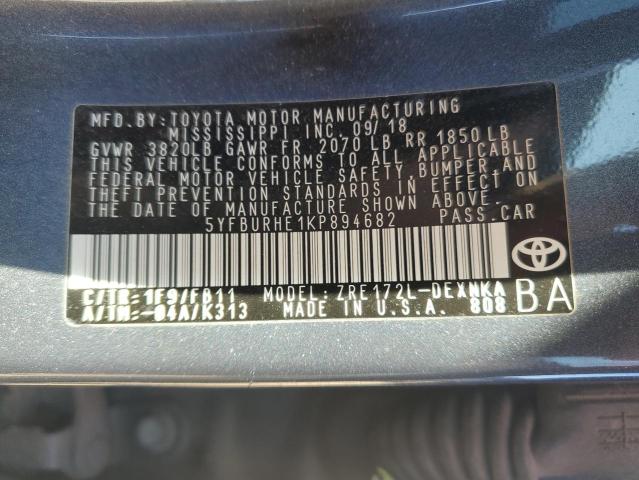 MFD. BY: TOYOTA MOTOR MANUFACTURING
MISSISSIPPI INC. 09/18
GVWR 3820LB GAWR FR 2070 LB RR 1850 LB
THIS VEHICLE CONFORMS TO ALL APPLICABLE
FEDERAL MOTOR VEHICLE SAFETY, BUMPER AND
THEFT PREVENTION STANDARDS IN EFFECT ON
THE DATE OF MANUFACTURE SHOWN ABOVE.
5YFBURHE1KP894682 PASS.CAR
C/TR: 1F9/FB11 MODEL: ZRE172L-DEXNKA
A/TM: -04A/K313 MADE IN U.S.A. 808
BA